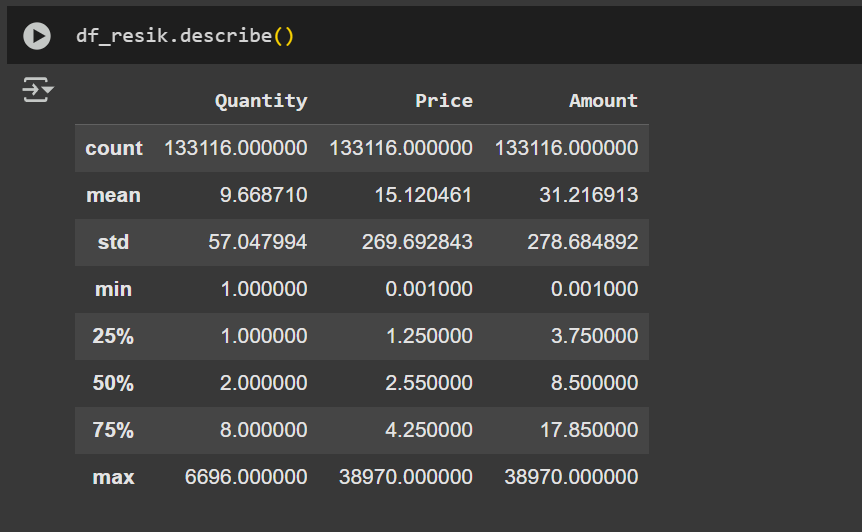 df_resik.describe()
Quantity Price Amount
count 133116.000000 133116.000000 133116.000000
mean 9.668710 15.120461 31.216913
std 57.047994 269.692843 278.684892
min 1.000000 0.001000 0.001000
25% 1.000000 1.250000 3.750000
50% 2.000000 2.550000 8.500000
75% 8.000000 4.250000 17.850000
max 6696.000000 38970.000000 38970.000000